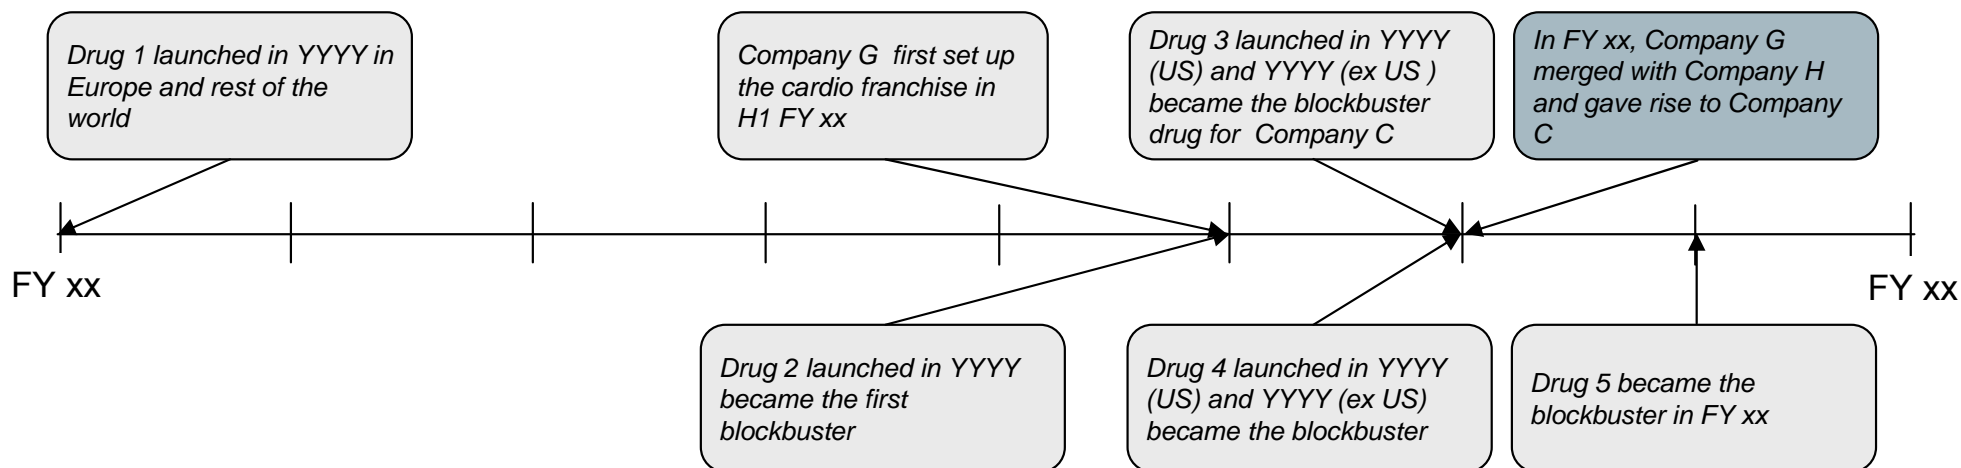 Drug 1 launched in YYYY in
Europe and rest of the
world
Company G  first set up
the cardio franchise in
H1 FY xx
Drug 3 launched in YYYY
(US) and YYYY (ex US )
became the blockbuster
drug for  Company C
In FY xx, Company G
merged with Company H
and gave rise to Company
C
FY xx
FY xx
Drug 2 launched in YYYY
became the first
blockbuster
Drug 4 launched in YYYY
(US) and YYYY (ex US)
became the blockbuster
Drug 5 became the
blockbuster in FY xx